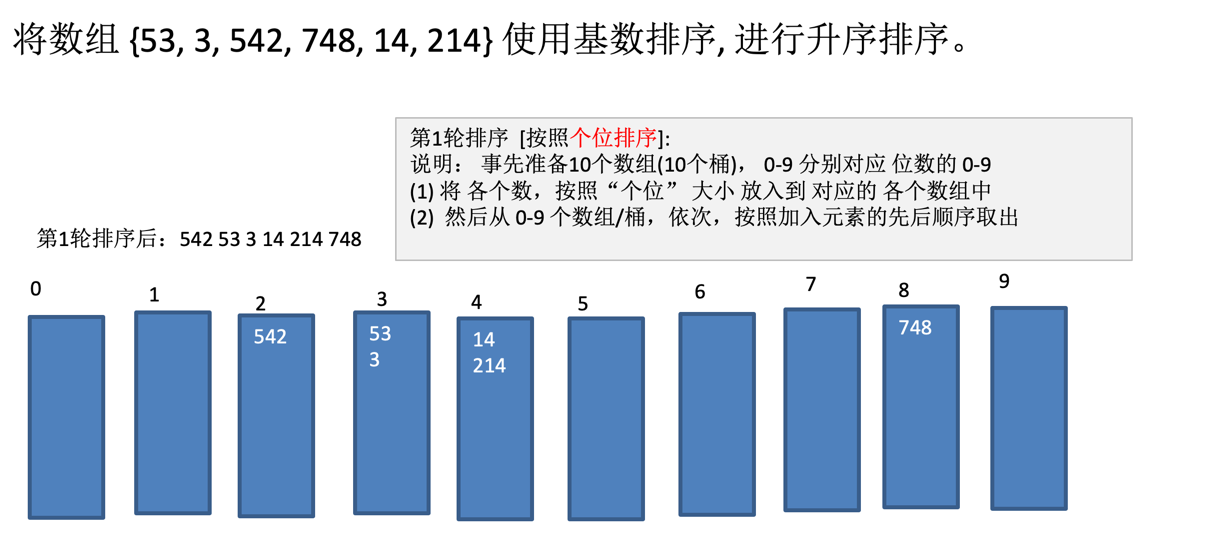 将数组 {53, 3, 542, 748, 14, 214} 使用基数排序, 进行升序排序。
第1轮排序 [按照个位排序]:
说明： 事先准备10个数组(10个桶)， 0-9 分别对应 位数的 0-9
(1) 将 各个数，按照“个位” 大小 放入到 对应的 各个数组中
(2) 然后从 0-9 个数组/桶，依次，按照加入元素的先后顺序取出
第1轮排序后：542 53 3 14 214 748
0
1
2
3
4
5
6
7
8
9
542
53
3
14
214
748